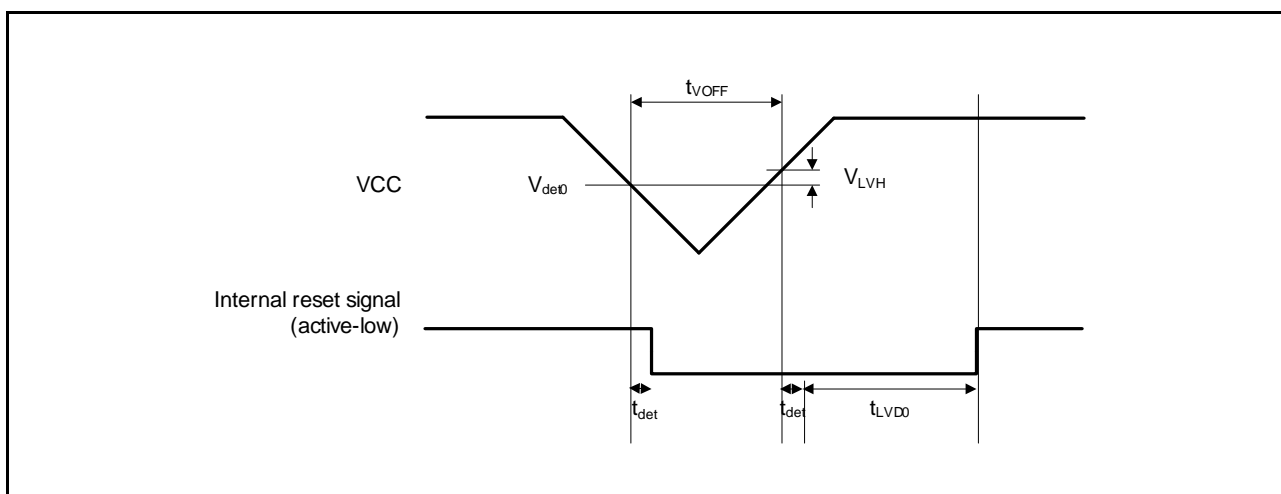 tVOFF
VCC
Vdet0
VLVH
Internal reset signal
(active-low)
tdet
tdet
tLVD0